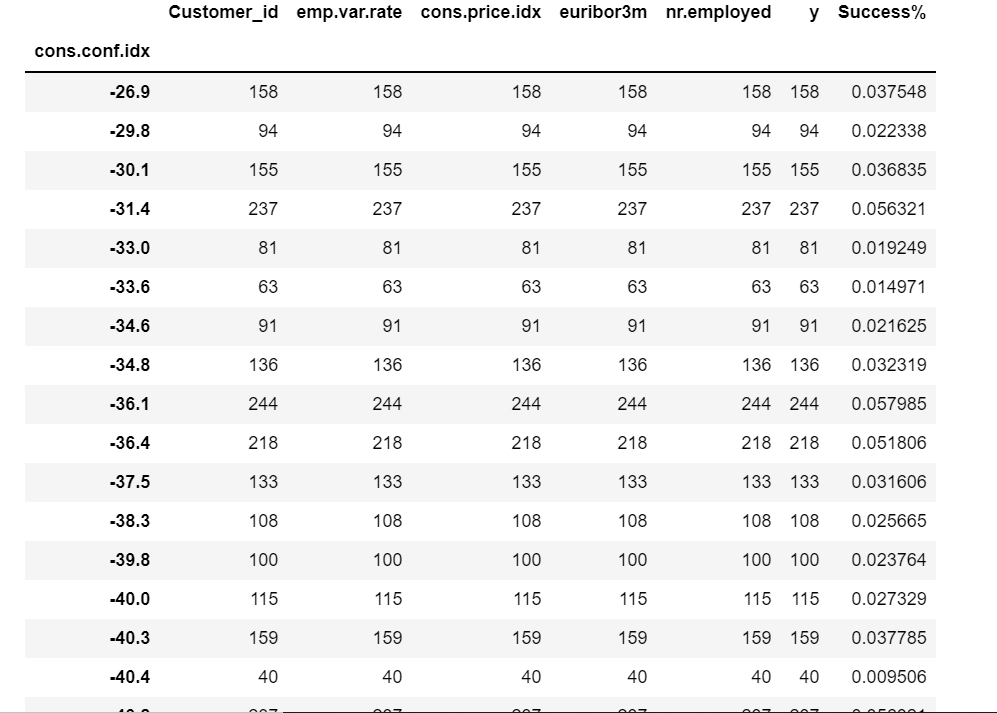 Customer_id emp.var.rate cons.price.idx euribor3m nr.employed y Success%
cons.conf.idx
-26.9 158 158 158 158 158 158 0.037548
-29.8 94 94 94 94 94 94 0.022338
-30.1 155 155 155 155 155 155 0.036835
-31.4 237 237 237 237 237 237 0.056321
-33.0 81 81 81 81 81 81 0.019249
-33.6 63 63 63 63 63 63 0.014971
-34.6 91 91 91 91 91 91 0.021625
-34.8 136 136 136 136 136 136 0.032319
-36.1 244 244 244 244 244 244 0.057985
-36.4 218 218 218 218 218 218 0.051806
-37.5 133 133 133 133 133 133 0.031606
-38.3 108 108 108 108 108 108 0.025665
-39.8 100 100 100 100 100 100 0.023764
-40.0 115 115 115 115 115 115 0.027329
-40.3 159 159 159 159 159 159 0.037785
-40.4 40 40 40 40 40 40 0.009506